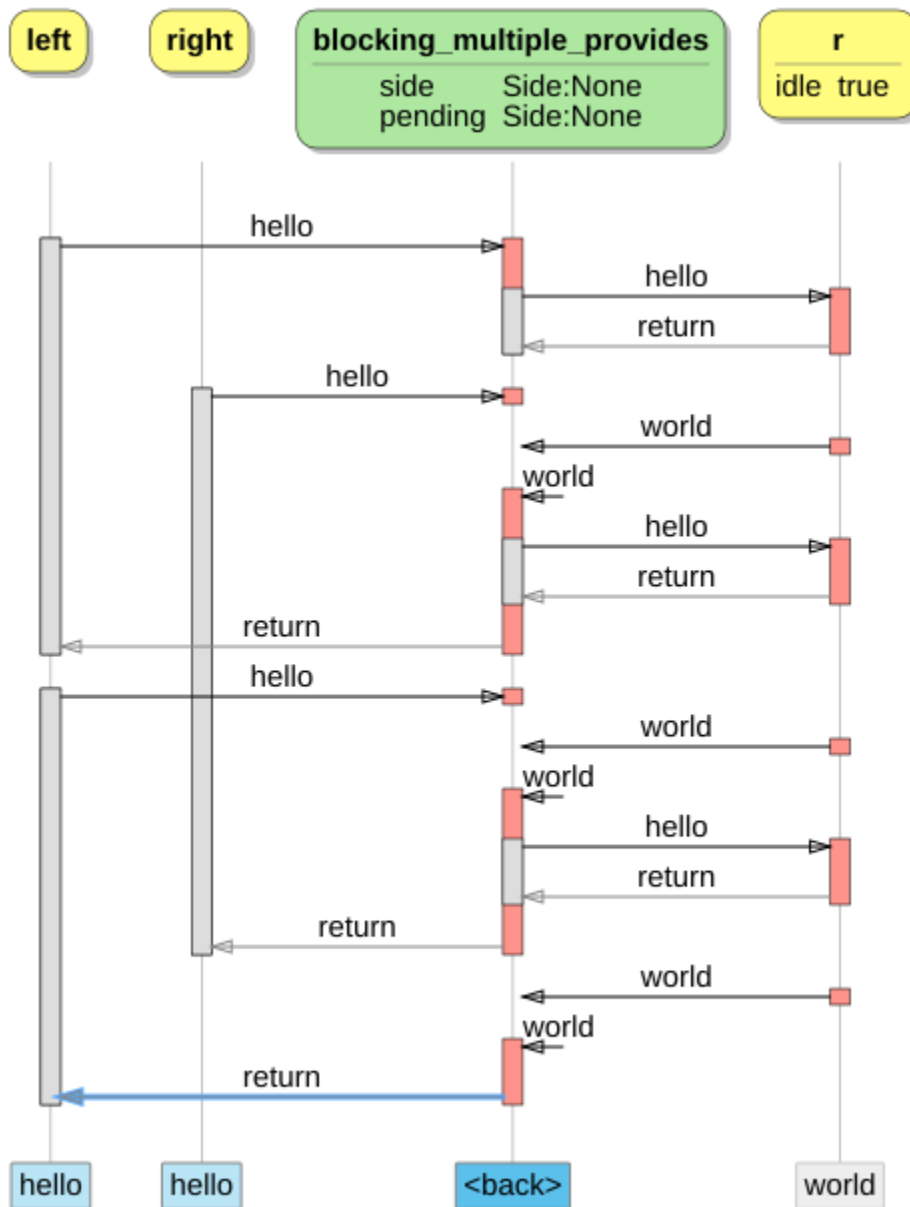 left right blocking_multiple_provides r
side Side:None idle true
pending Side:None
hello
hello
return
hello
world
world
hello
return
return
hello
world
world
hello
return
return
world
world
return
hello hello <back> world